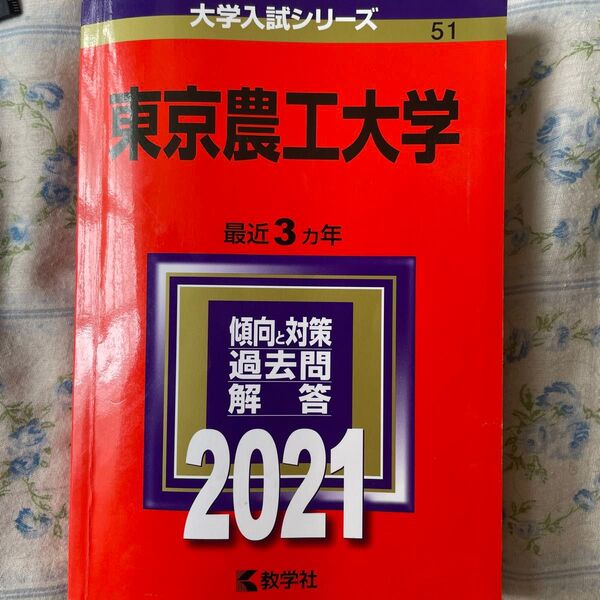 大学入試シリーズ
51
東京農工大学
最近3ヵ年
傾向と対策
過去問
解答
2021
教学社